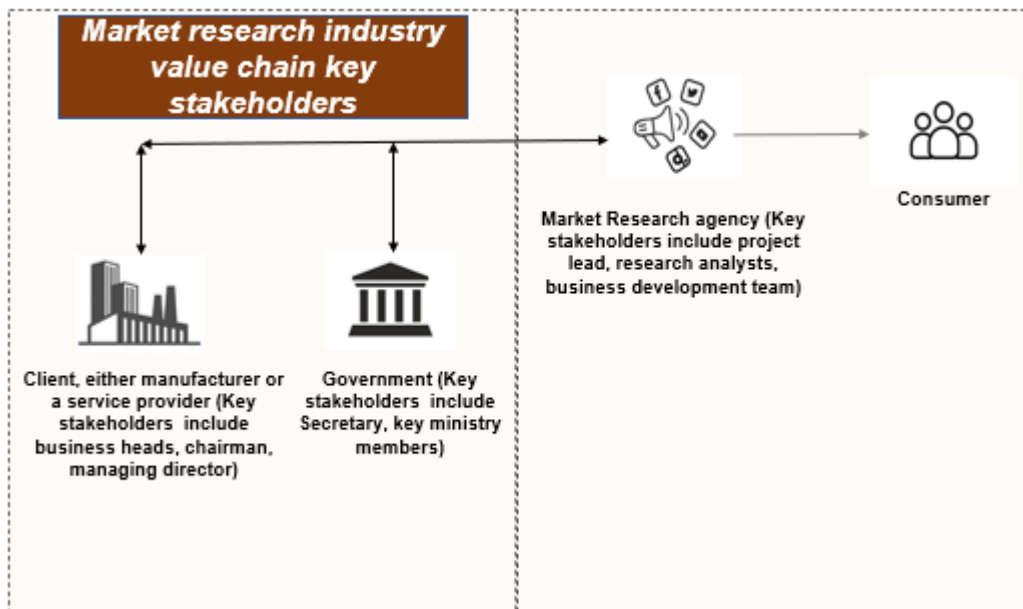 Market research industry
value chain key
stakeholders
Consumer
Market Research agency (Key
stakeholders include project
lead, research analysts,
business development team)
Client, either manufacturer or
a service provider (Key
stakeholders include
business heads, chairman,
managing director)
Government (Key
stakeholders include
Secretary, key ministry
members)